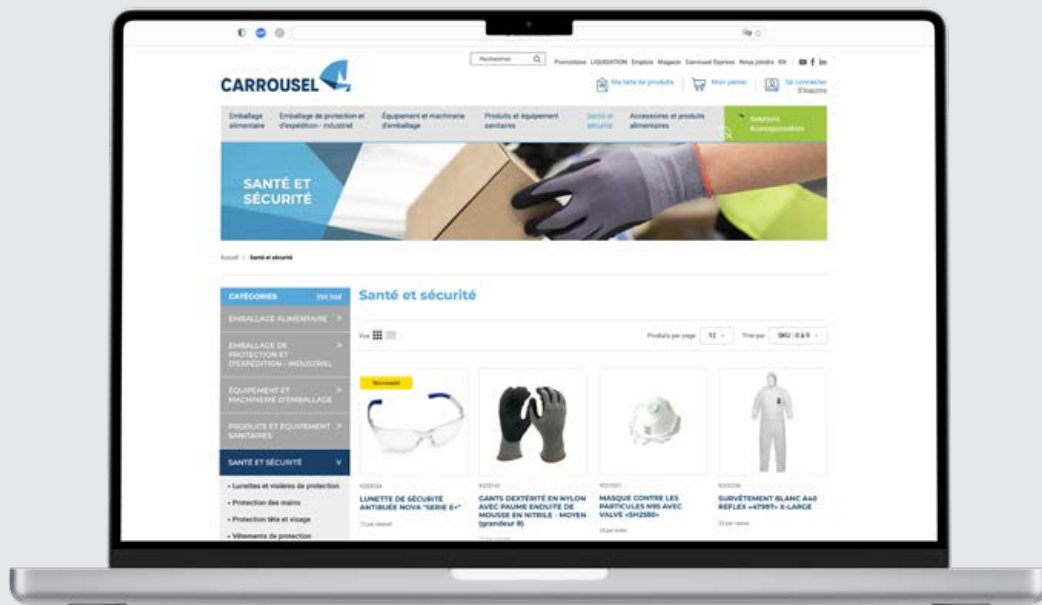 Rechercher
Promotions LIQUIDATION Emplois Magasin Carrousel Express Nous joindre EN
CARROUSEL
Ma liste de produits
Mon panier
Se connecter
S'inscrire
Emballage
alimentaire
Emballage de protection et
d'expédition - industriel
Équipement et machinerie
d'emballage
Produits et équipement
sanitaires
Santé et
sécurité
Accessoires et produits
alimentaires
Solutions
écoresponsables
SANTÉ ET
SÉCURITÉ
Accueil / Santé et sécurité
CATÉGORIES Voir tout
EMBALLAGE ALIMENTAIRE >
EMBALLAGE DE >
PROTECTION ET
D'EXPÉDITION - INDUSTRIEL
ÉQUIPEMENT ET >
MACHINERIE D'EMBALLAGE
PRODUITS ET ÉQUIPEMENT >
SANITAIRES
SANTÉ ET SÉCURITÉ
• Lunettes et visières de protection
• Protection des mains
• Protection tête et visage
• Vêtements de protection
Santé et sécurité
Vue
Produits par page 12
Trier par SKU : 0 à 9
Nouveauté
LUNETTE DE SÉCURITÉ
ANTIBUÉE NOVA "SERIE E+"
GANTS DEXTÉRITÉ EN NYLON
AVEC PAUME ENDUITE DE
MOUSSE EN NITRILE - MOYEN
(grandeur 8)
MASQUE CONTRE LES
PARTICULES N95 AVEC
VALVE «SH2580»
SURVÊTEMENT BLANC A40
REFLEX «47997» X-LARGE